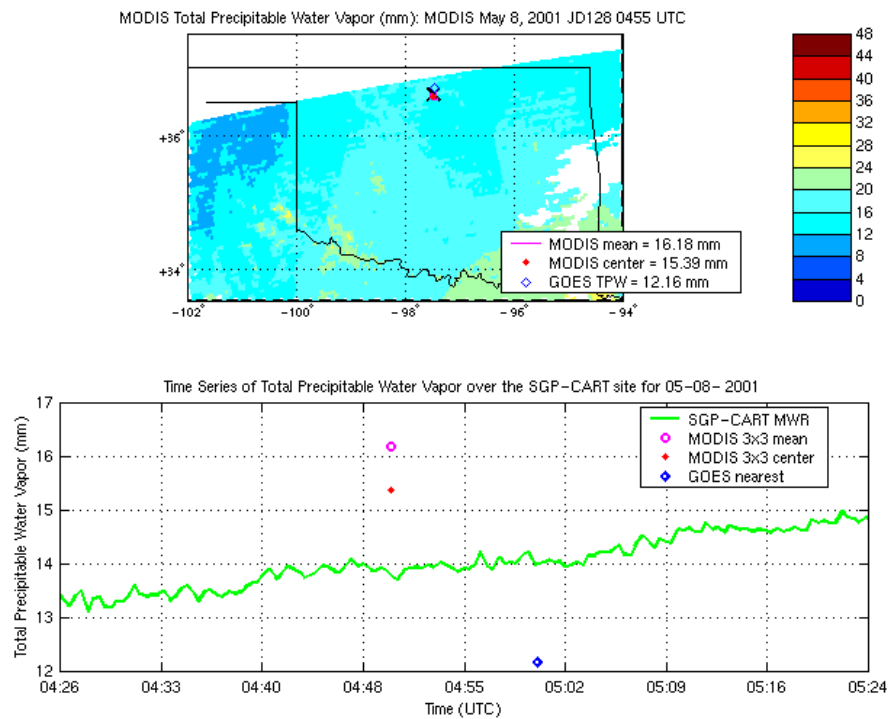 MODIS Total Precipitable Water Vapor (mm): MODIS May 8, 2001 JD128 0455 UTC
+36°
+34°
−102° −100° −98° −96° −94°
MODIS mean = 16.18 mm
MODIS center = 15.39 mm
GOES TPW = 12.16 mm
48
44
40
36
32
28
24
20
16
12
8
4
0
Time Series of Total Precipitable Water Vapor over the SGP−CART site for 05−08− 2001
Total Precipitable Water Vapor (mm)
17
16
15
14
13
12
SGP−CART MWR
MODIS 3x3 mean
MODIS 3x3 center
GOES nearest
04:26 04:33 04:40 04:48 04:55 05:02 05:09 05:16 05:24
Time (UTC)